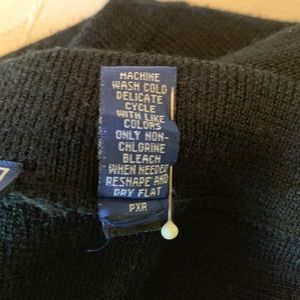 MACHINE
WASH COLD
DELICATE
CYCLE
WITH LIKE
COLORS
ONLY NON-
CHLORINE
BLEACH
WHEN NEEDED
RESHAPE AND
DRY FLAT
PXR